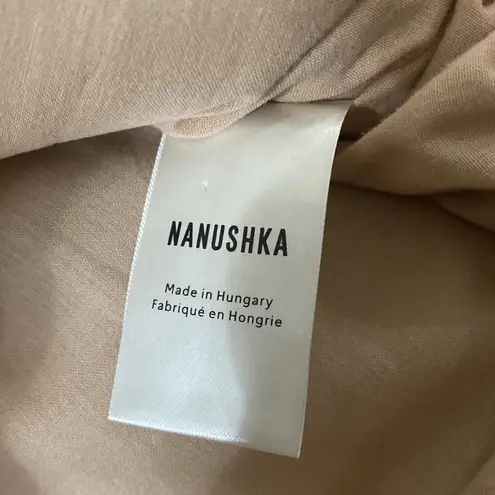 NANUSHKA
Made in Hungary
Fabriqué en Hongrie